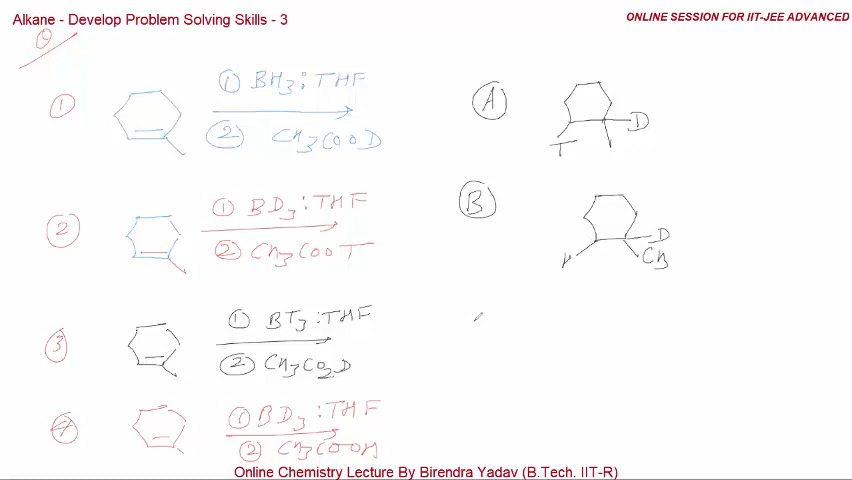 Alkane - Develop Problem Solving Skills - 3
ONLINE SESSION FOR IIT-JEE ADVANCED
Q
① ① BH3:THF
② CH3COOD
② ① BD3:THF
② CH3COOT
③ ① BT3:THF
② CH3CO2D
④ ① BD3:THF
② CH3COOH
A
D
T
B
D
H CH3
Online Chemistry Lecture By Birendra Yadav (B.Tech. IIT-R)